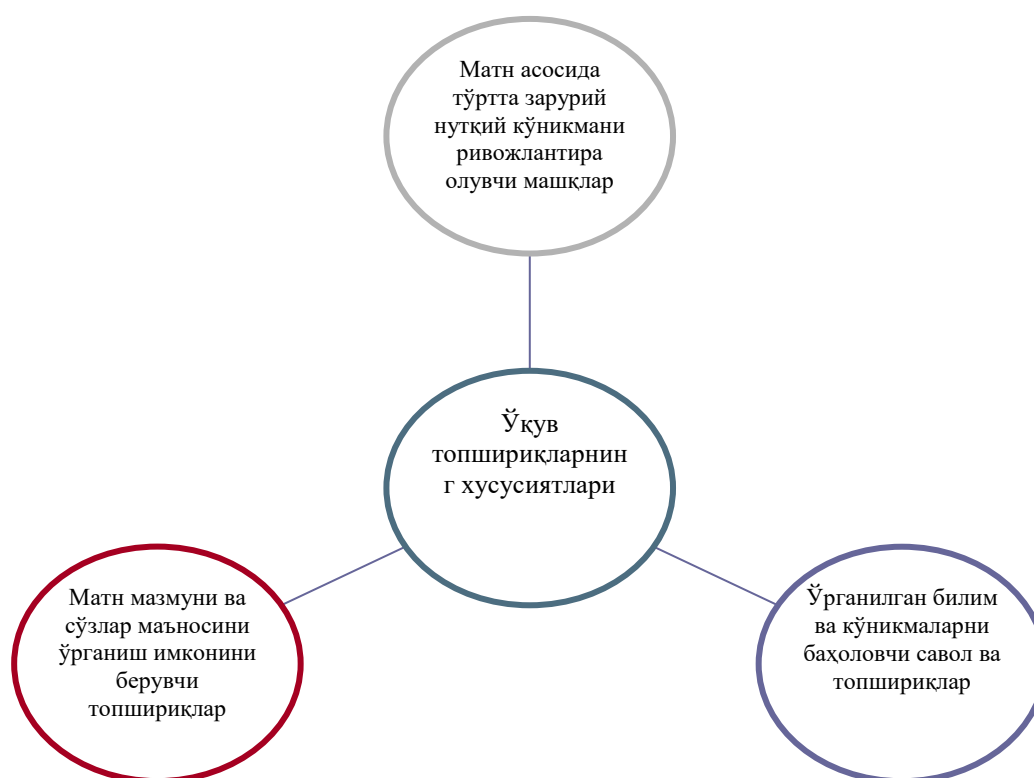 Матн асосида
тўртта зарурий
нутқий кўникмани
ривожлантира
олувчи машқлар
Ўқув
топшириқларнин
г хусусиятлари
Матн мазмуни ва
сўзлар маъносини
ўрганиш имконини
берувчи
топшириқлар
Ўрганилган билим
ва кўникмаларни
баҳоловчи савол ва
топшириқлар